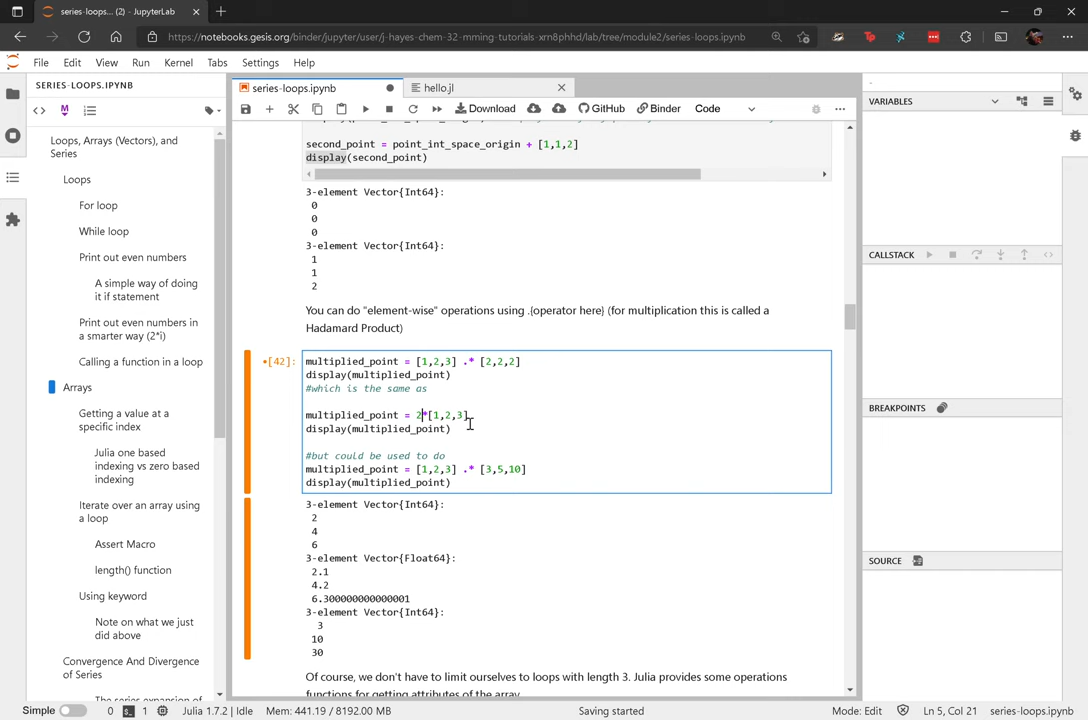 series-loops... (2) - JupyterLab
https://notebooks.gesis.org/binder/jupyter/user/j-hayes-chem-32-mming-tutorials-xrn8phhd/lab/tree/module2/series-loops.ipynb
File Edit View Run Kernel Tabs Settings Help
SERIES-LOOPS.IPYNB
series-loops.ipynb
hello.jl
Download GitHub Binder Code
VARIABLES
Loops, Arrays (Vectors), and
Series
Loops
For loop
While loop
Print out even numbers
A simple way of doing
it if statement
Print out even numbers in
a smarter way (2*i)
Calling a function in a loop
Arrays
Getting a value at a
specific index
Julia one based
indexing vs zero based
indexing
Iterate over an array using
a loop
Assert Macro
length() function
Using keyword
Note on what we just
did above
Convergence And Divergence
of Series
The series expansion of
second_point = point_int_space_origin + [1,1,2]
display(second_point)
3-element Vector{Int64}:
0
0
0
3-element Vector{Int64}:
1
1
2
You can do "element-wise" operations using .{operator here} (for multiplication this is called a
Hadamard Product)
•[42]:
multiplied_point = [1,2,3] .* [2,2,2]
display(multiplied_point)
#which is the same as
multiplied_point = 2*[1,2,3]
display(multiplied_point)
#but could be used to do
multiplied_point = [1,2,3] .* [3,5,10]
display(multiplied_point)
3-element Vector{Int64}:
2
4
6
3-element Vector{Float64}:
2.1
4.2
6.300000000000001
3-element Vector{Int64}:
3
10
30
Of course, we don't have to limit ourselves to loops with length 3. Julia provides some operations
functions for getting attributes of the array
CALLSTACK
BREAKPOINTS
SOURCE
Simple 0 1 Julia 1.7.2 | Idle Mem: 441.19 / 8192.00 MB Saving started Mode: Edit Ln 5, Col 21 series-loops.ipynb